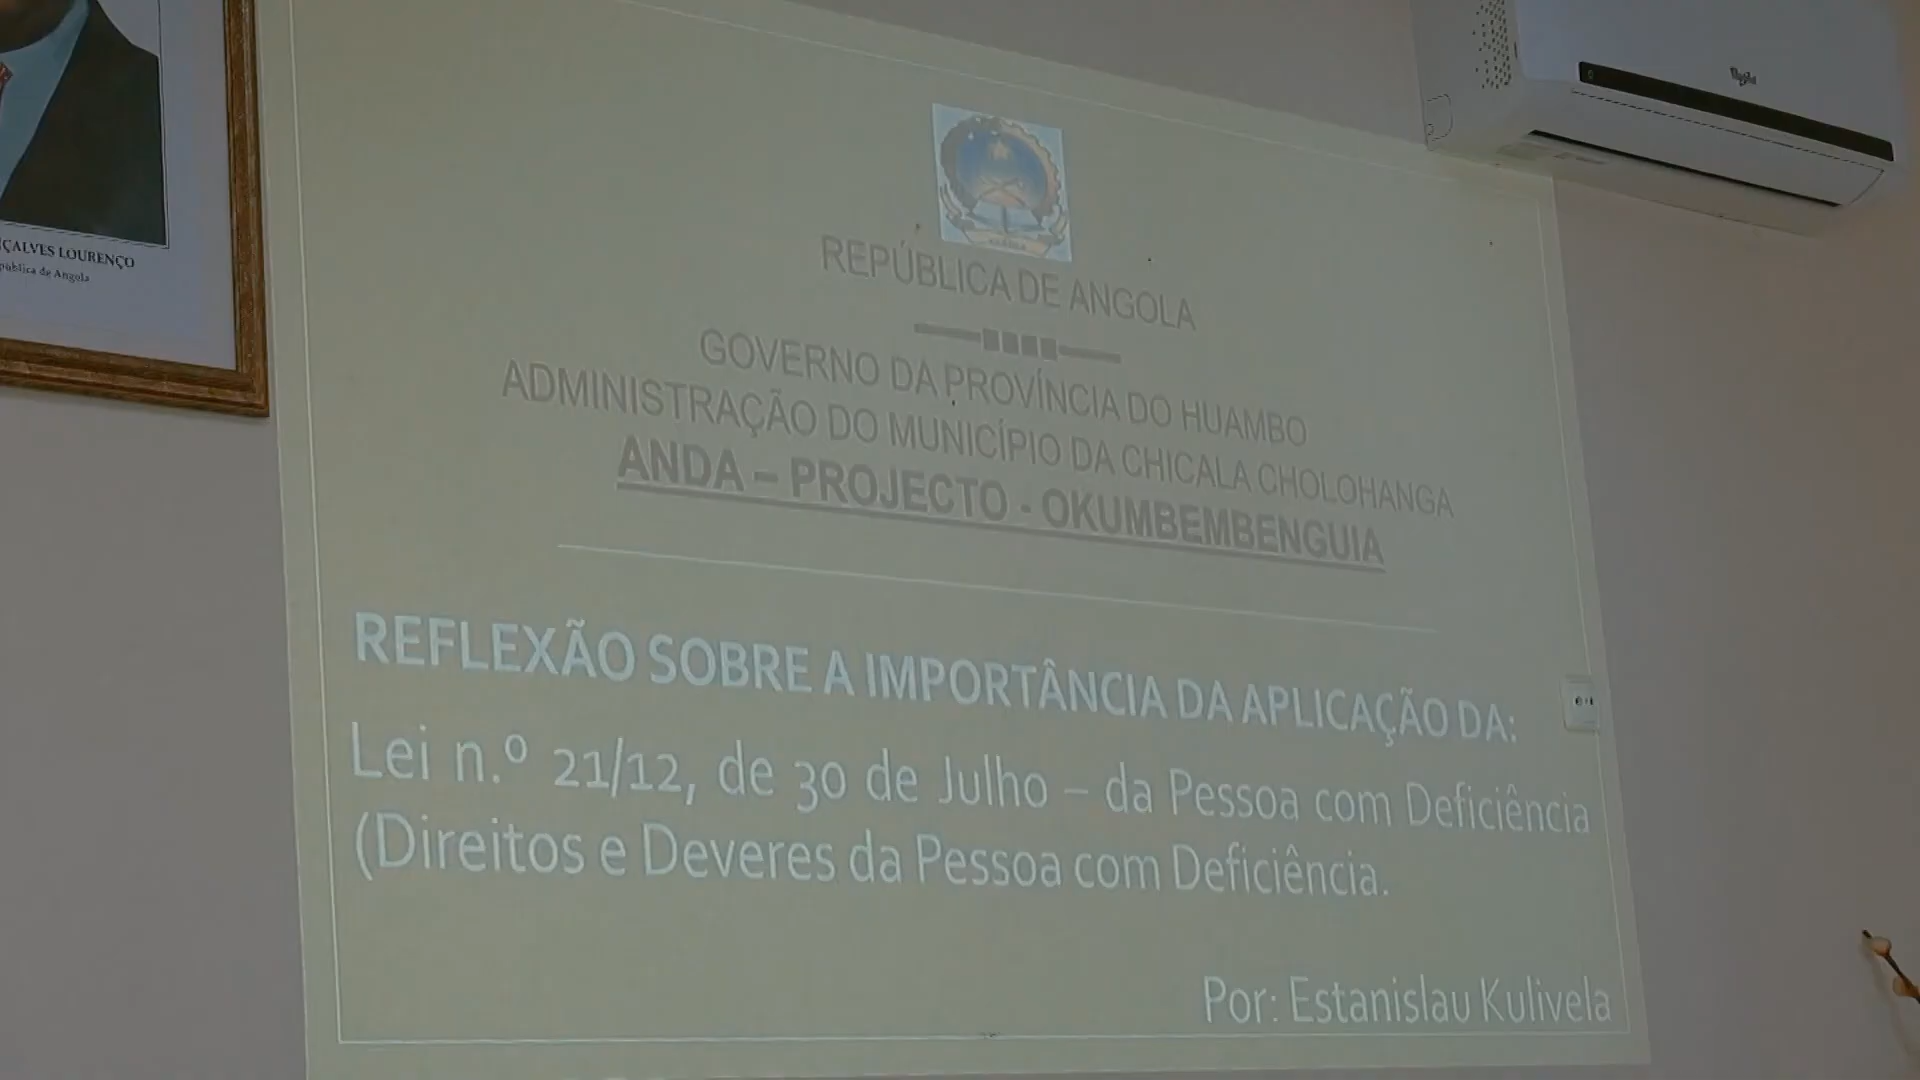 ÇALVES LOURENÇO
pública de Angola
REPÚBLICA DE ANGOLA
GOVERNO DA PROVÍNCIA DO HUAMBO
ADMINISTRAÇÃO DO MUNICÍPIO DA CHICALA CHOLOHANGA
ANDA – PROJECTO - OKUMBEMBENGUIA
REFLEXÃO SOBRE A IMPORTÂNCIA DA APLICAÇÃO DA:
Lei n.º 21/12, de 30 de Julho – da Pessoa com Deficiência
(Direitos e Deveres da Pessoa com Deficiência.
Por: Estanislau Kulivela